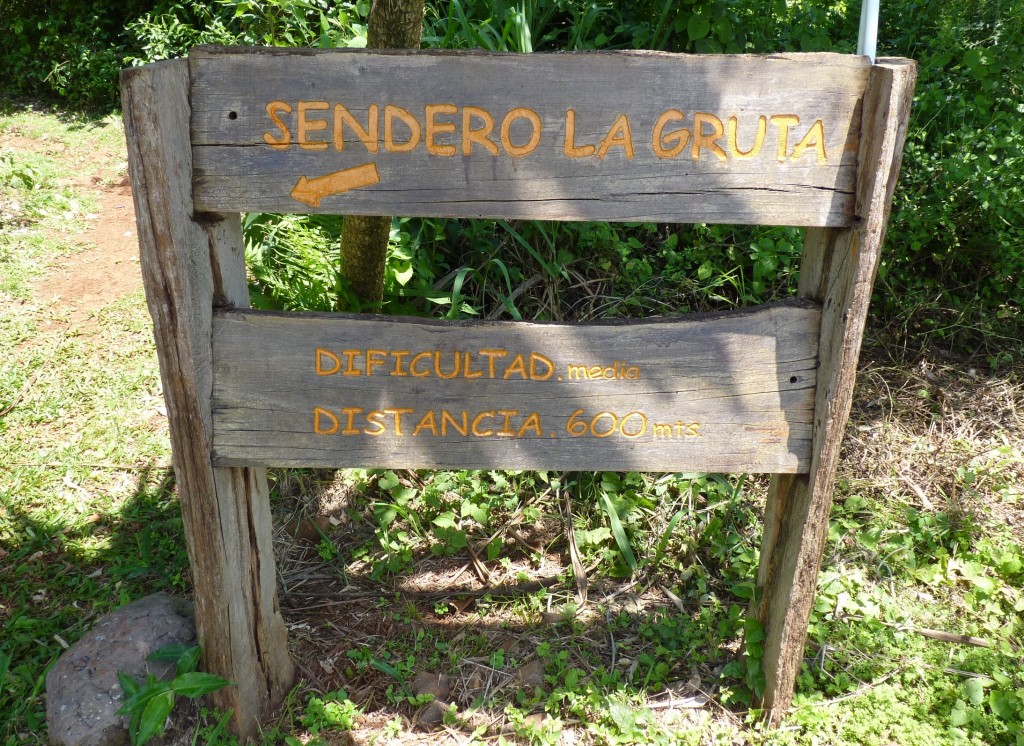 SENDERO LA GRUTA
DIFICULTAD. media
DISTANCIA. 600 mts.